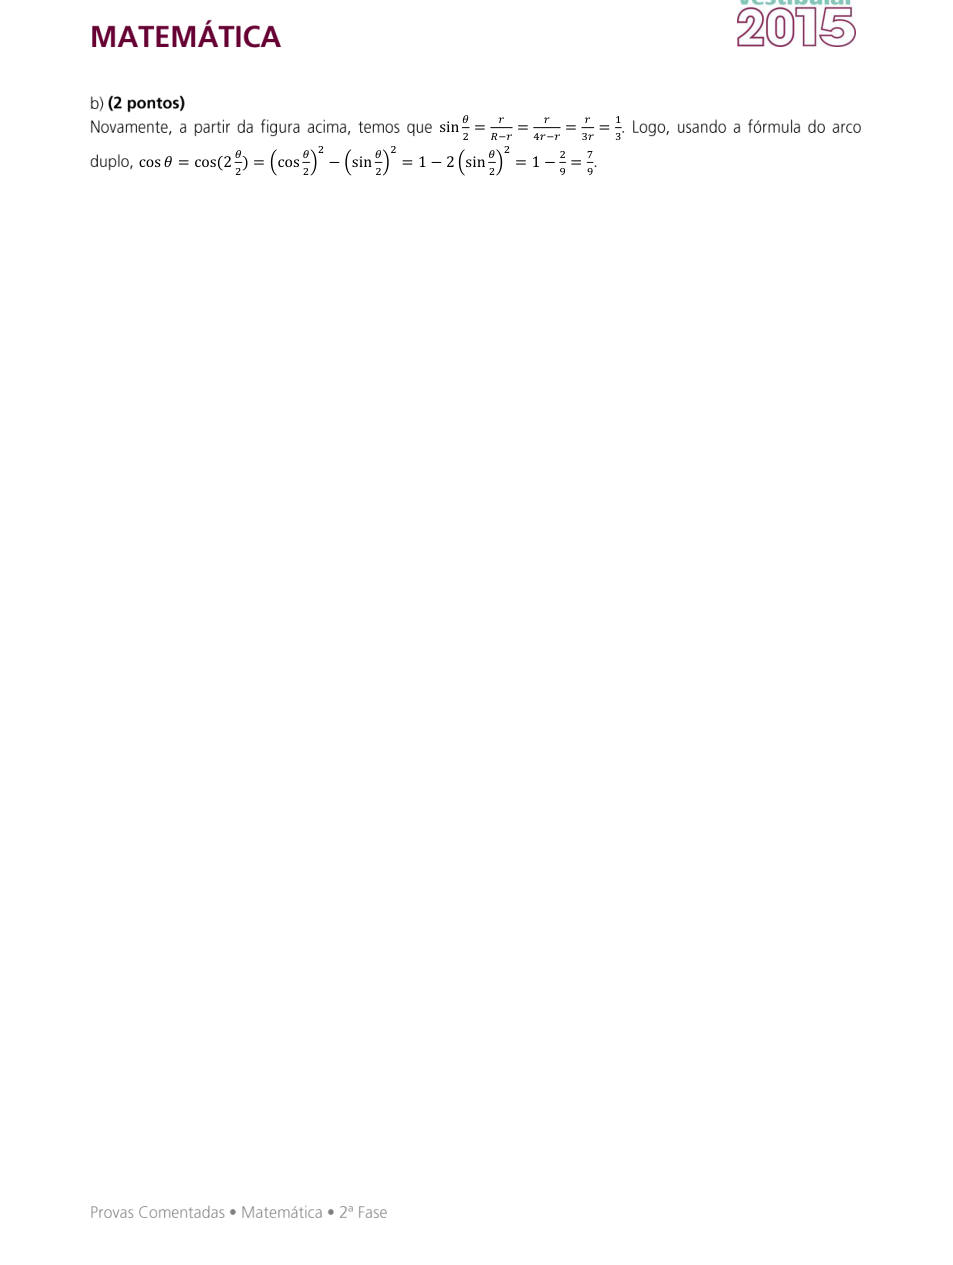 vestibular
2015
MATEMÁTICA
b) (2 pontos)
Novamente, a partir da figura acima, temos que sin θ/2 = r/(R−r) = r/(4r−r) = r/3r = 1/3. Logo, usando a fórmula do arco
duplo, cos θ = cos(2 θ/2) = (cos θ/2)² − (sin θ/2)² = 1 − 2 (sin θ/2)² = 1 − 2/9 = 7/9.
Provas Comentadas • Matemática • 2ª Fase